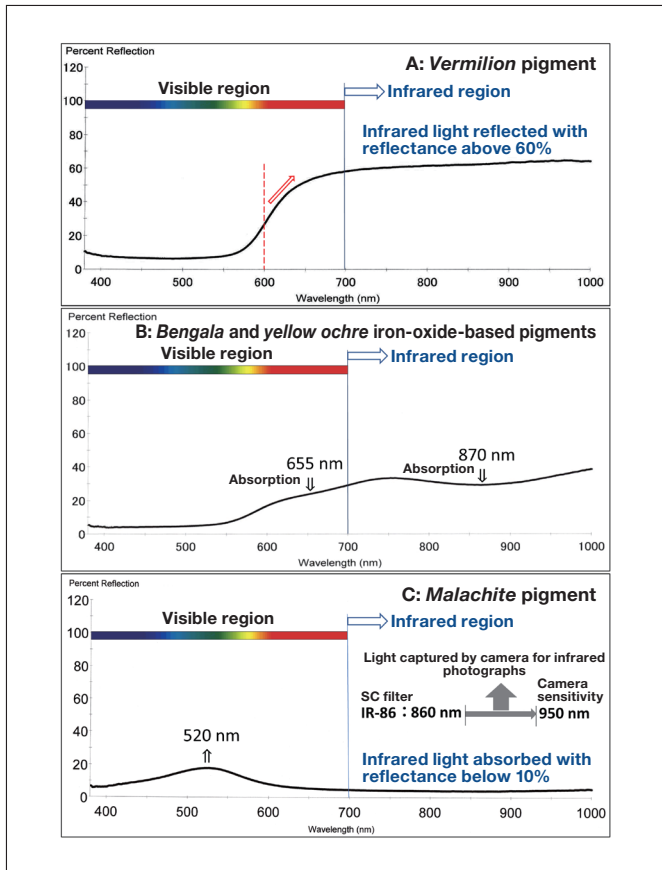 Percent Reflection
A: Vermilion pigment
120
Visible region
Infrared region
100
Infrared light reflected with
reflectance above 60%
80
60
40
20
0
400 500 600 700 800 900 1000
Wavelength (nm)
Percent Reflection
B: Bengala and yellow ochre iron-oxide-based pigments
120
Visible region
Infrared region
100
80
60
655 nm
870 nm
Absorption
Absorption
40
20
0
400 500 600 700 800 900 1000
Wavelength (nm)
Percent Reflection
C: Malachite pigment
120
Visible region
Infrared region
100
Light captured by camera for infrared
photographs
80
SC filter
Camera
sensitivity
IR-86 : 860 nm
950 nm
60
520 nm
40
Infrared light absorbed with
reflectance below 10%
20
0
400 500 600 700 800 900 1000
Wavelength (nm)